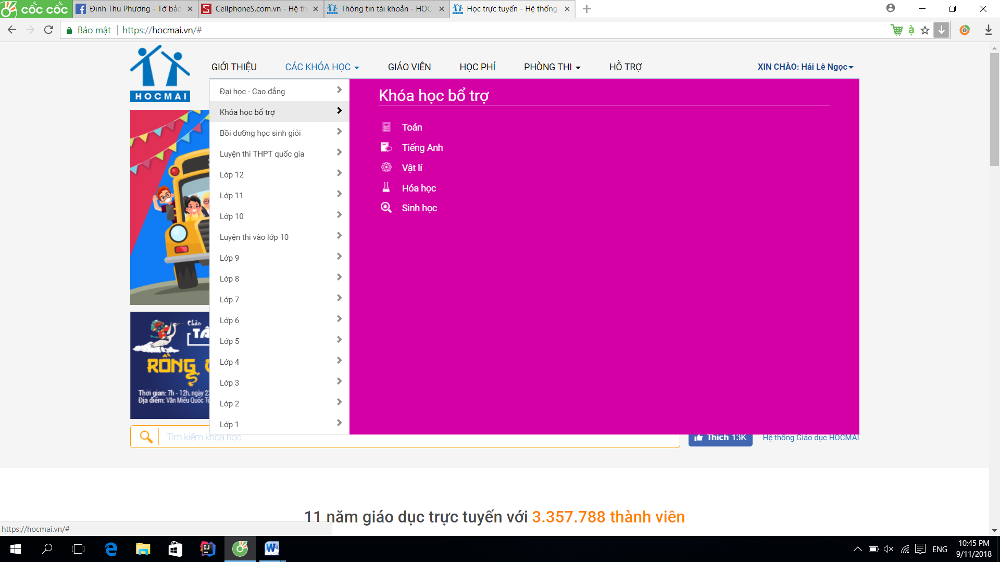 cốc cốc
Đinh Thu Phương - Tớ bảo
CellphoneS.com.vn - Hệ th
Thông tin tài khoản - HOC
Học trực tuyến - Hệ thống
Bảo mật
https://hocmai.vn/#
HOCMAI
GIỚI THIỆU
CÁC KHÓA HỌC
GIÁO VIÊN
HỌC PHÍ
PHÒNG THI
HỖ TRỢ
XIN CHÀO: Hải Lê Ngọc
Đại học - Cao đẳng
Khóa học bổ trợ
Bồi dưỡng học sinh giỏi
Luyện thi THPT quốc gia
Lớp 12
Lớp 11
Lớp 10
Luyện thi vào lớp 10
Lớp 9
Lớp 8
Lớp 7
Lớp 6
Lớp 5
Lớp 4
Lớp 3
Lớp 2
Lớp 1
Khóa học bổ trợ
Toán
Tiếng Anh
Vật lí
Hóa học
Sinh học
Chào
TÂ
RỒNG
Thời gian: 7h - 12h, ngày 23
Địa điểm: Văn Miếu Quốc Tử
Tìm kiếm khóa học...
Thích 13K
Hệ thống Giáo dục HOCMAI
11 năm giáo dục trực tuyến với 3.357.788 thành viên
https://hocmai.vn/#
ENG
10:45 PM
9/11/2018